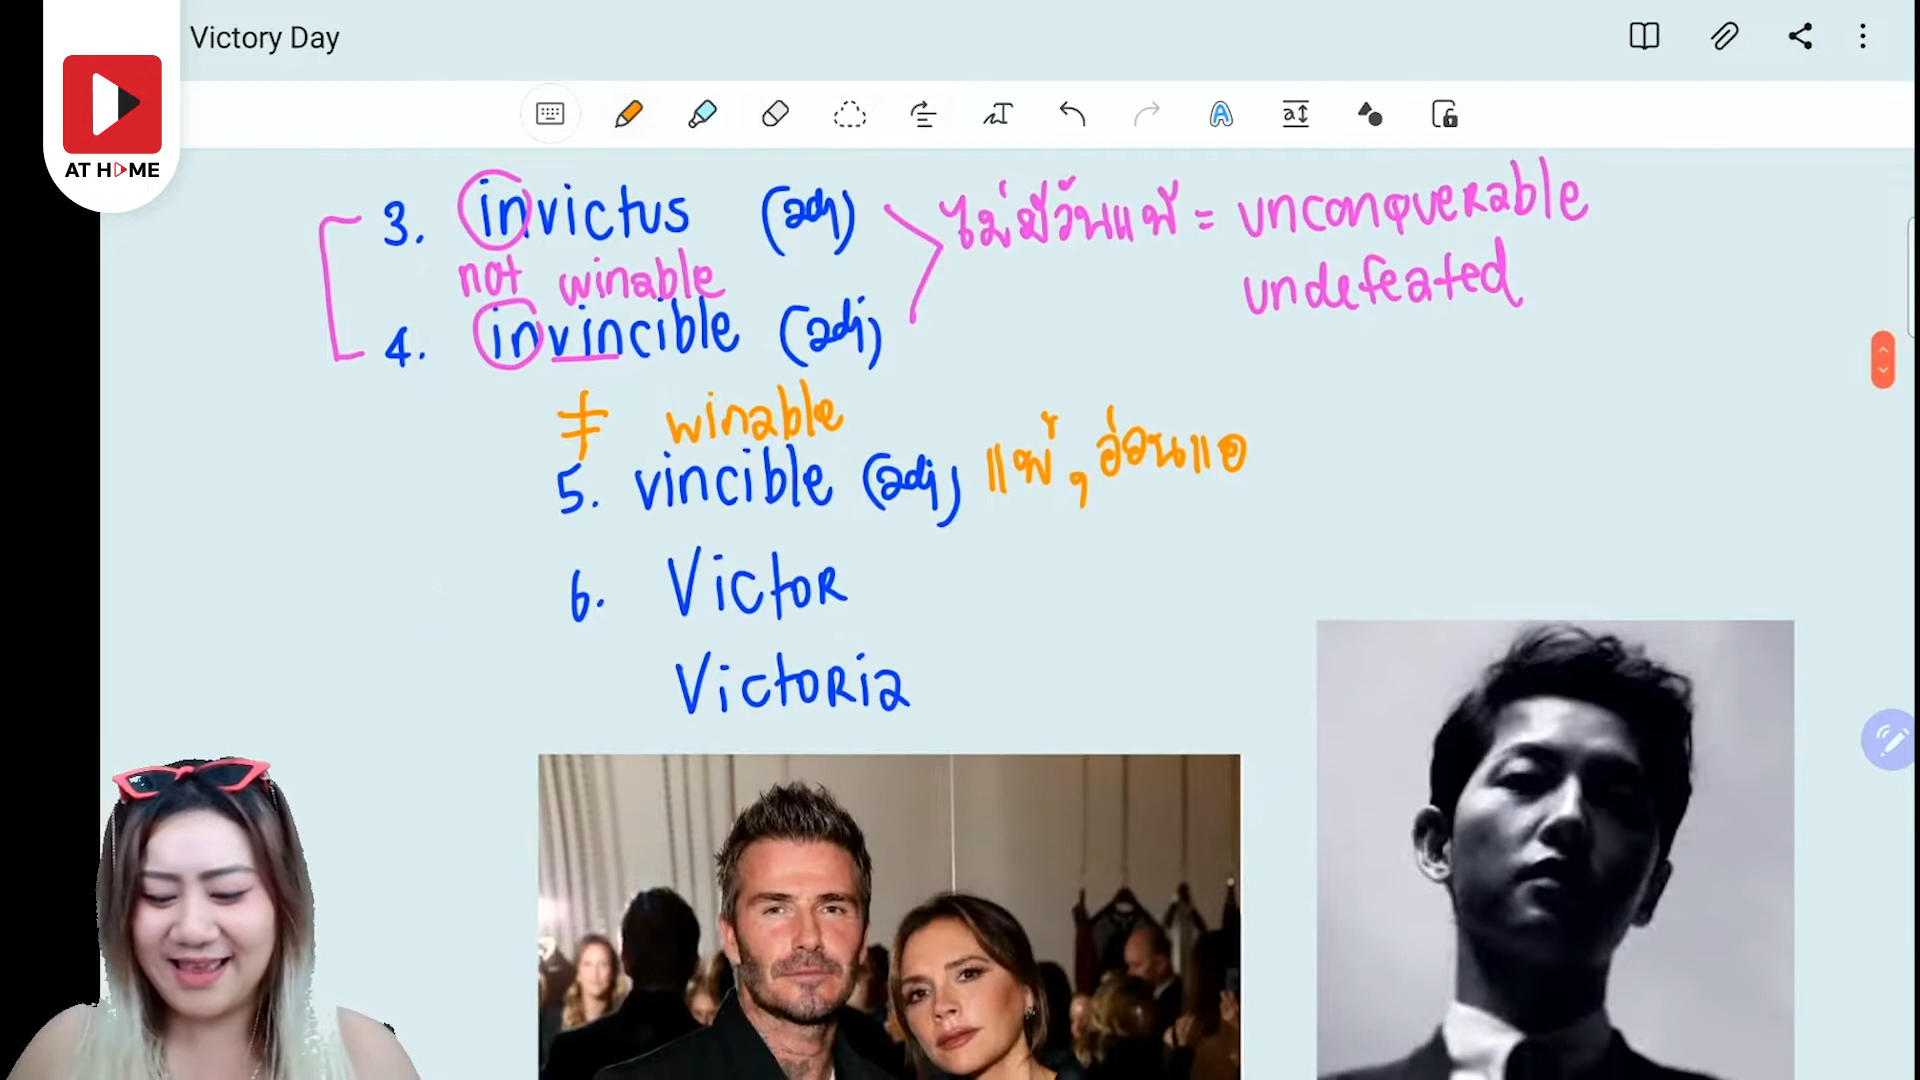 Victory Day
AT HOME
3. invictus (adj) ไม่มีวันแพ้ = unconquerable
not winable undefeated
4. invincible (adj)
≠ winable
5. vincible (adj) แพ้, อ่อนแอ
6. Victor
Victoria